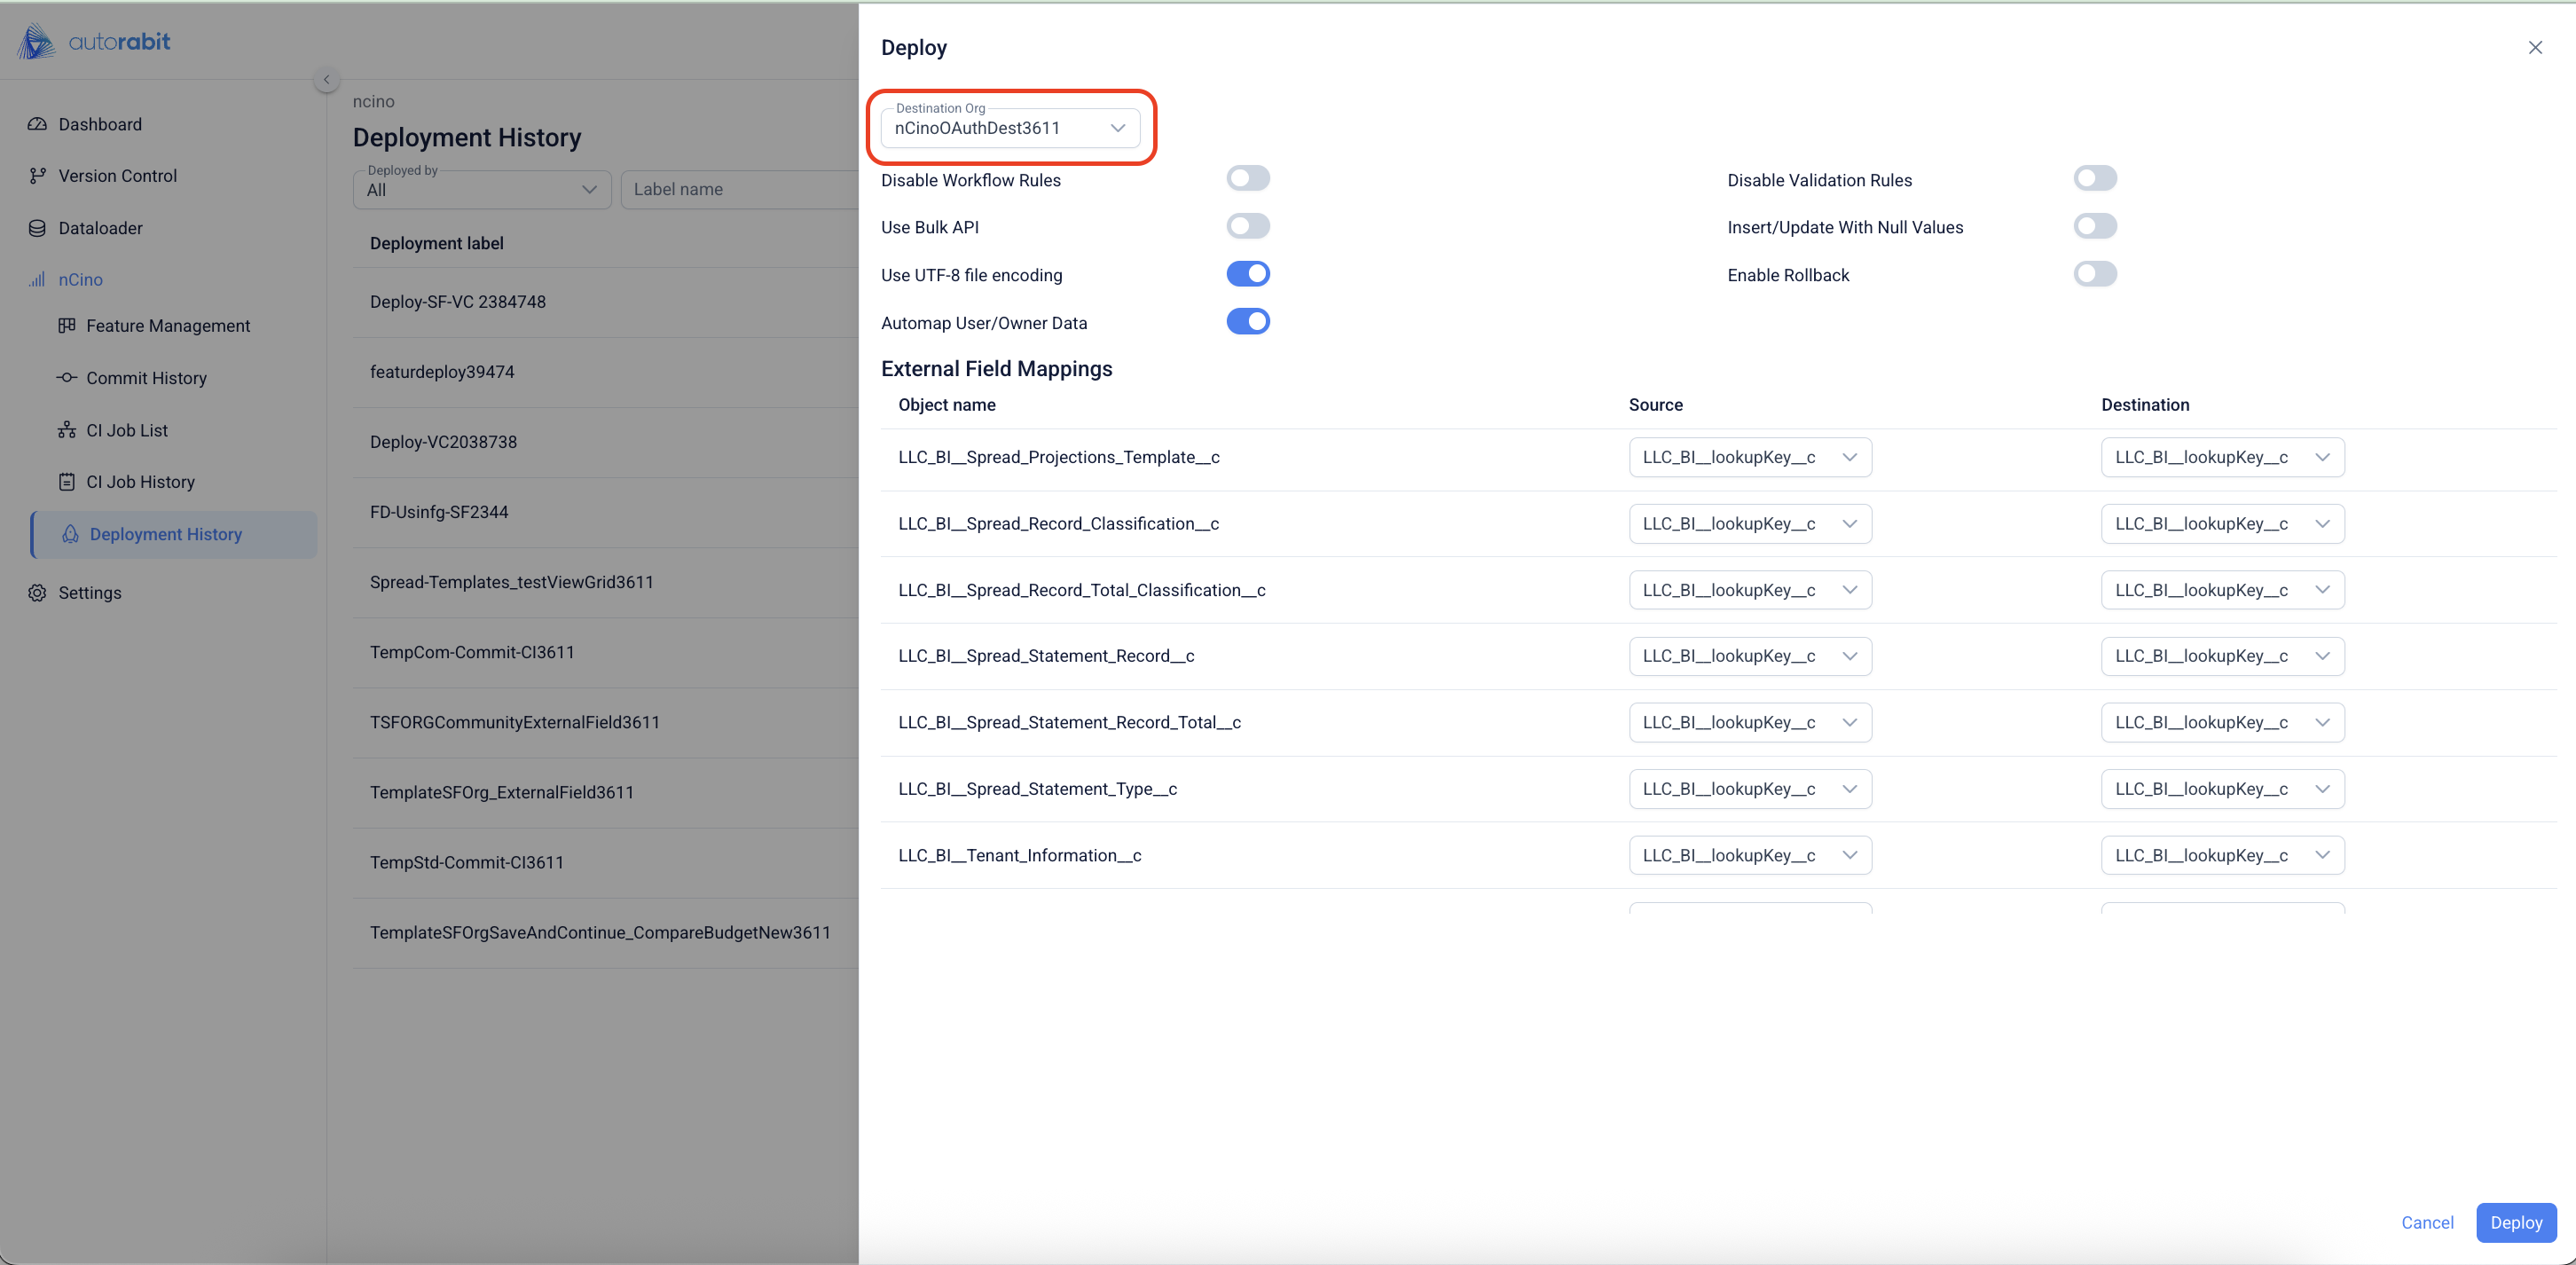 autorabit
Dashboard
Version Control
Dataloader
nCino
Feature Management
Commit History
CI Job List
CI Job History
Deployment History
Settings
ncino
Deployment History
Deployed by
All
Label name
Deployment label
Deploy-SF-VC 2384748
featurdeploy39474
Deploy-VC2038738
FD-Usinfg-SF2344
Spread-Templates_testViewGrid3611
TempCom-Commit-CI3611
TSFORGCommunityExternalField3611
TemplateSFOrg_ExternalField3611
TempStd-Commit-CI3611
TemplateSFOrgSaveAndContinue_CompareBudgetNew3611
Deploy
Destination Org
nCinoOAuthDest3611
Disable Workflow Rules
Disable Validation Rules
Use Bulk API
Insert/Update With Null Values
Use UTF-8 file encoding
Enable Rollback
Automap User/Owner Data
External Field Mappings
Object name Source Destination
LLC_BI__Spread_Projections_Template__c LLC_BI__lookupKey__c LLC_BI__lookupKey__c
LLC_BI__Spread_Record_Classification__c LLC_BI__lookupKey__c LLC_BI__lookupKey__c
LLC_BI__Spread_Record_Total_Classification__c LLC_BI__lookupKey__c LLC_BI__lookupKey__c
LLC_BI__Spread_Statement_Record__c LLC_BI__lookupKey__c LLC_BI__lookupKey__c
LLC_BI__Spread_Statement_Record_Total__c LLC_BI__lookupKey__c LLC_BI__lookupKey__c
LLC_BI__Spread_Statement_Type__c LLC_BI__lookupKey__c LLC_BI__lookupKey__c
LLC_BI__Tenant_Information__c LLC_BI__lookupKey__c LLC_BI__lookupKey__c
Cancel Deploy